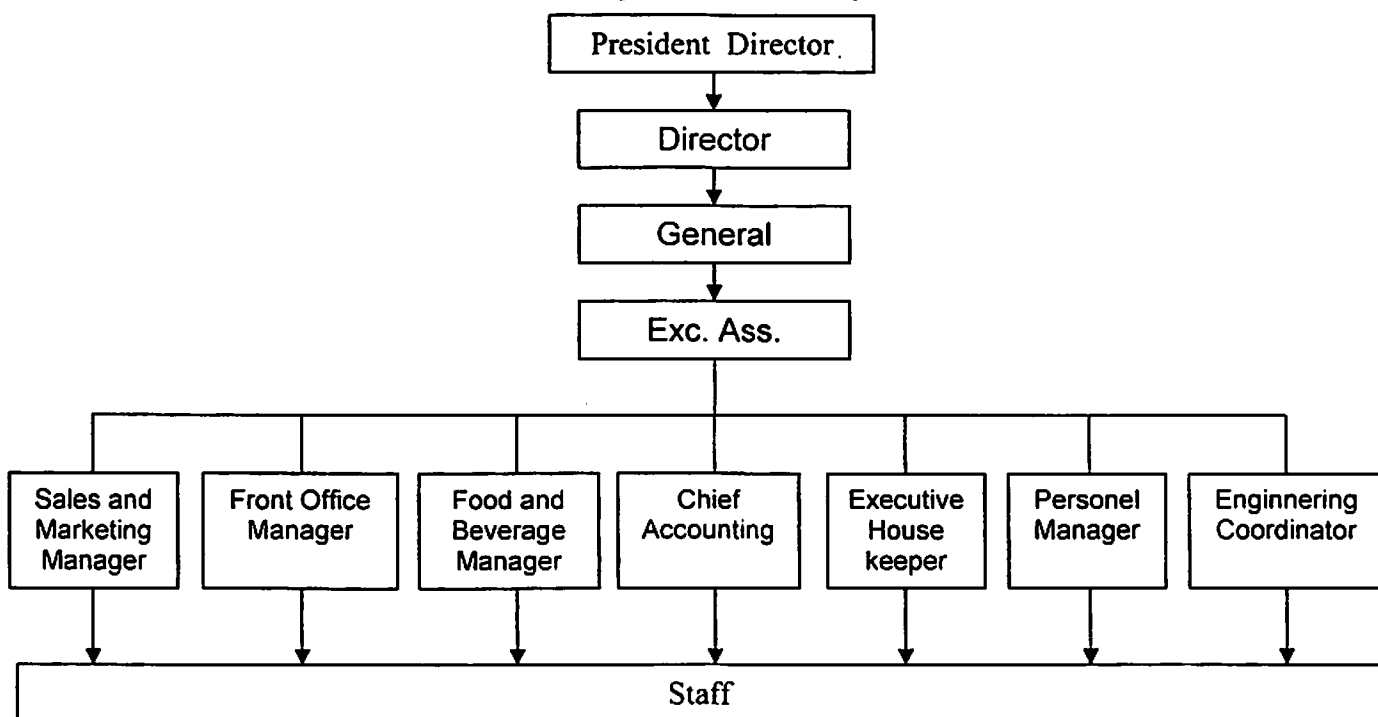 President Director
Director
General
Exc. Ass.
Sales and
Marketing
Manager
Front Office
Manager
Food and
Beverage
Manager
Chief
Accounting
Executive
House
keeper
Personel
Manager
Enginnering
Coordinator
Staff